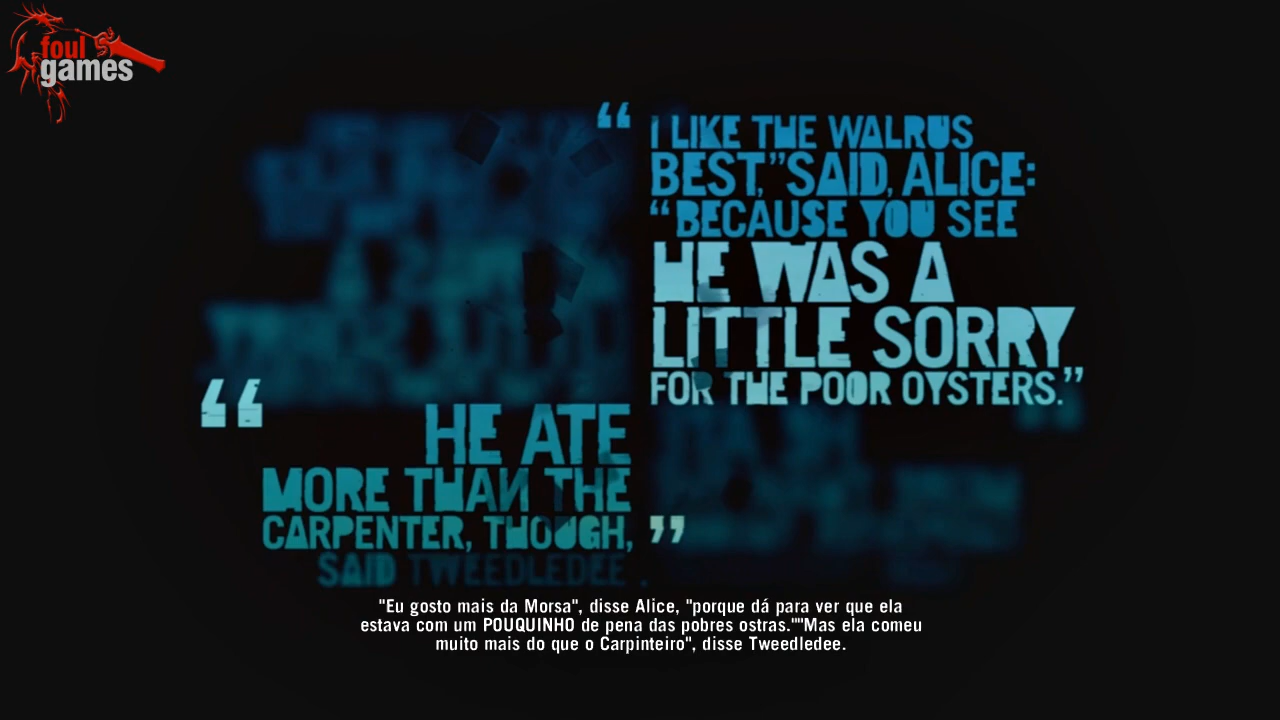 foul
games
“I LIKE THE WALRUS
BEST,” SAID, ALICE:
“BECAUSE YOU SEE
HE WAS A
LITTLE SORRY
FOR THE POOR OYSTERS.”
“HE ATE
MORE THAN THE
CARPENTER, THOUGH,”
SAID TWEEDLEDEE.
"Eu gosto mais da Morsa", disse Alice, "porque dá para ver que ela
estava com um POUQUINHO de pena das pobres ostras.""Mas ela comeu
muito mais do que o Carpinteiro", disse Tweedledee.